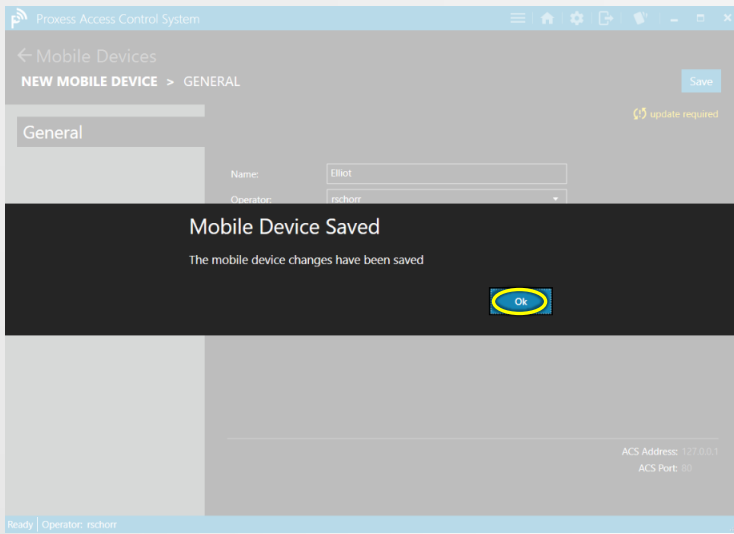 Proxess Access Control System
Mobile Devices
NEW MOBILE DEVICE > GENERAL
Save
update required
General
Name: Elliot
Operator: rschorr
Mobile Device Saved
The mobile device changes have been saved
Ok
ACS Address: 127.0.0.1
ACS Port: 80
Ready Operator: rschorr